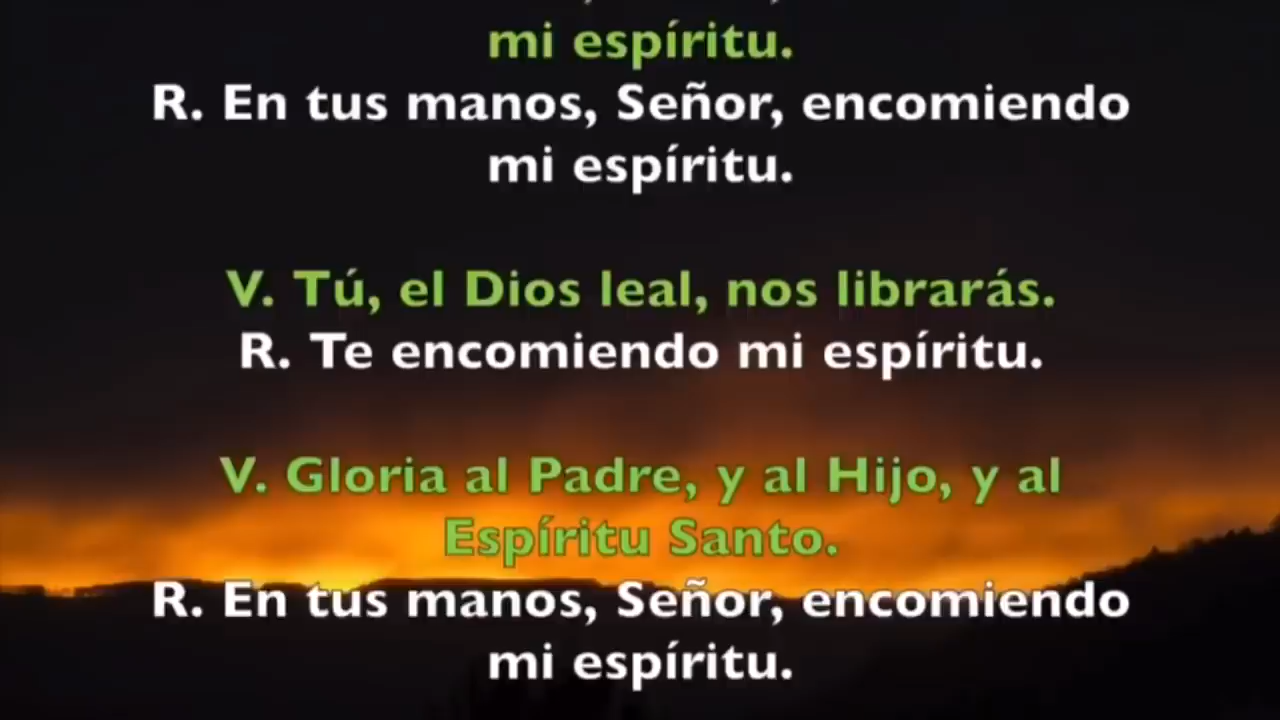 mi espíritu.
R. En tus manos, Señor, encomiendo
mi espíritu.
V. Tú, el Dios leal, nos librarás.
R. Te encomiendo mi espíritu.
V. Gloria al Padre, y al Hijo, y al
Espíritu Santo.
R. En tus manos, Señor, encomiendo
mi espíritu.